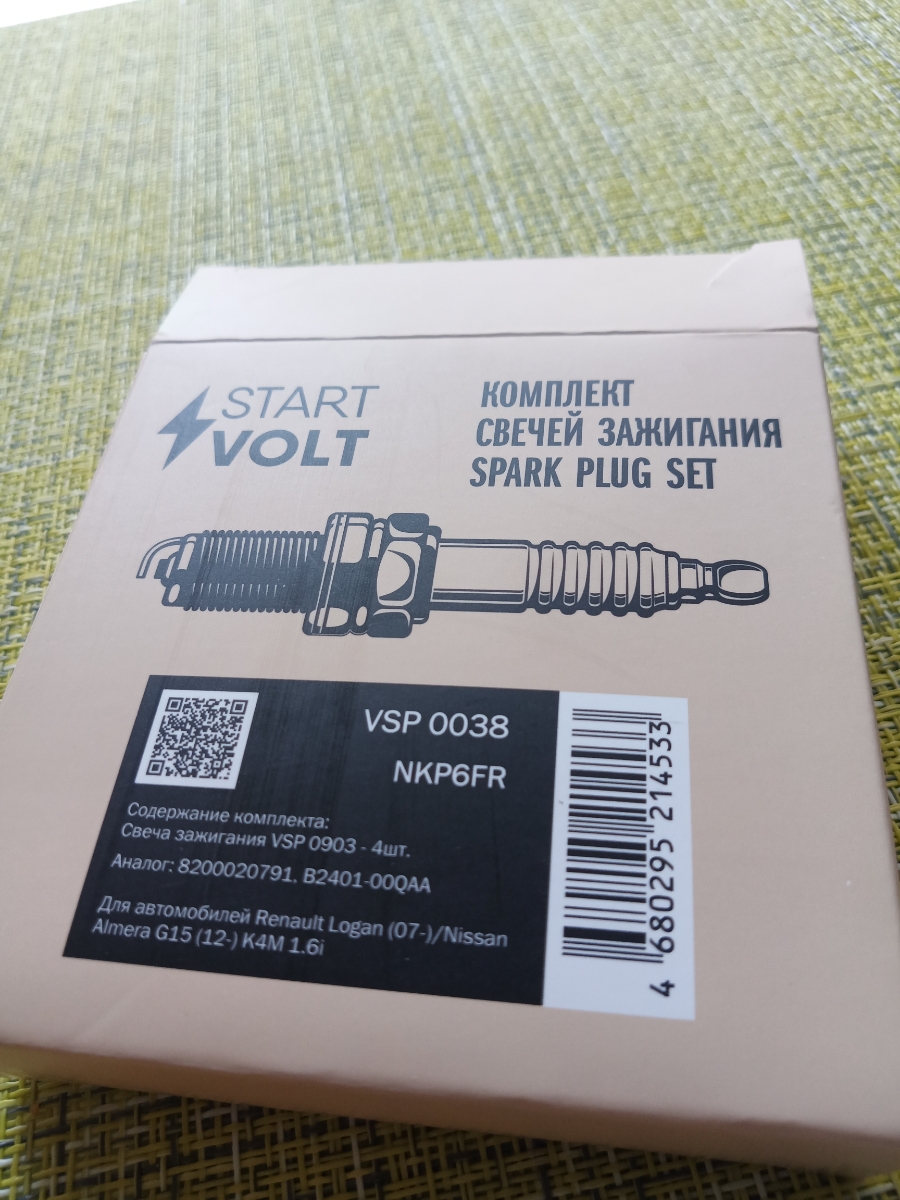 START
VOLT
КОМПЛЕКТ
СВЕЧЕЙ ЗАЖИГАНИЯ
SPARK PLUG SET
VSP 0038
NKP6FR
Содержание комплекта:
Свеча зажигания VSP 0903 - 4шт.
Аналог: 8200020791, B2401-00QAA
Для автомобилей Renault Logan (07-)/Nissan
Almera G15 (12-) K4M 1.6i
4 680295 214533